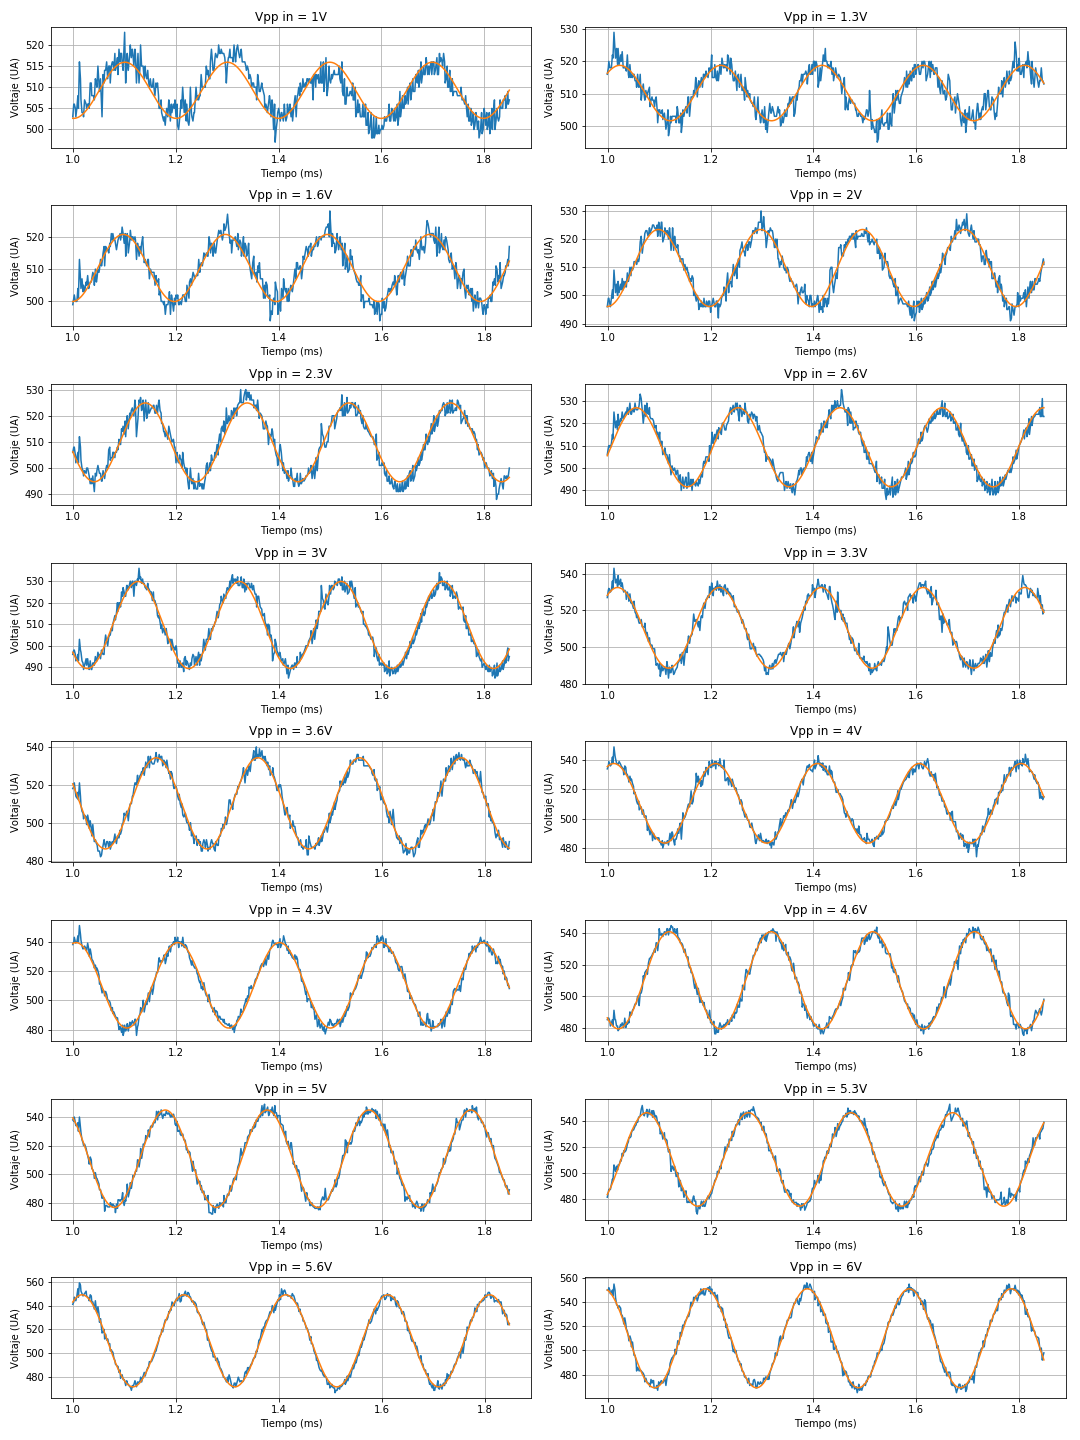 Vpp in = 1V
Voltaje (UA)
520
515
510
505
500
1.0 1.2 1.4 1.6 1.8
Tiempo (ms)
Vpp in = 1.3V
Voltaje (UA)
530
520
510
500
1.0 1.2 1.4 1.6 1.8
Tiempo (ms)
Vpp in = 1.6V
Voltaje (UA)
520
510
500
1.0 1.2 1.4 1.6 1.8
Tiempo (ms)
Vpp in = 2V
Voltaje (UA)
530
520
510
500
490
1.0 1.2 1.4 1.6 1.8
Tiempo (ms)
Vpp in = 2.3V
Voltaje (UA)
530
520
510
500
490
1.0 1.2 1.4 1.6 1.8
Tiempo (ms)
Vpp in = 2.6V
Voltaje (UA)
530
520
510
500
490
1.0 1.2 1.4 1.6 1.8
Tiempo (ms)
Vpp in = 3V
Voltaje (UA)
530
520
510
500
490
1.0 1.2 1.4 1.6 1.8
Tiempo (ms)
Vpp in = 3.3V
Voltaje (UA)
540
520
500
480
1.0 1.2 1.4 1.6 1.8
Tiempo (ms)
Vpp in = 3.6V
Voltaje (UA)
540
520
500
480
1.0 1.2 1.4 1.6 1.8
Tiempo (ms)
Vpp in = 4V
Voltaje (UA)
540
520
500
480
1.0 1.2 1.4 1.6 1.8
Tiempo (ms)
Vpp in = 4.3V
Voltaje (UA)
540
520
500
480
1.0 1.2 1.4 1.6 1.8
Tiempo (ms)
Vpp in = 4.6V
Voltaje (UA)
540
520
500
480
1.0 1.2 1.4 1.6 1.8
Tiempo (ms)
Vpp in = 5V
Voltaje (UA)
540
520
500
480
1.0 1.2 1.4 1.6 1.8
Tiempo (ms)
Vpp in = 5.3V
Voltaje (UA)
540
520
500
480
1.0 1.2 1.4 1.6 1.8
Tiempo (ms)
Vpp in = 5.6V
Voltaje (UA)
560
540
520
500
480
1.0 1.2 1.4 1.6 1.8
Tiempo (ms)
Vpp in = 6V
Voltaje (UA)
560
540
520
500
480
1.0 1.2 1.4 1.6 1.8
Tiempo (ms)